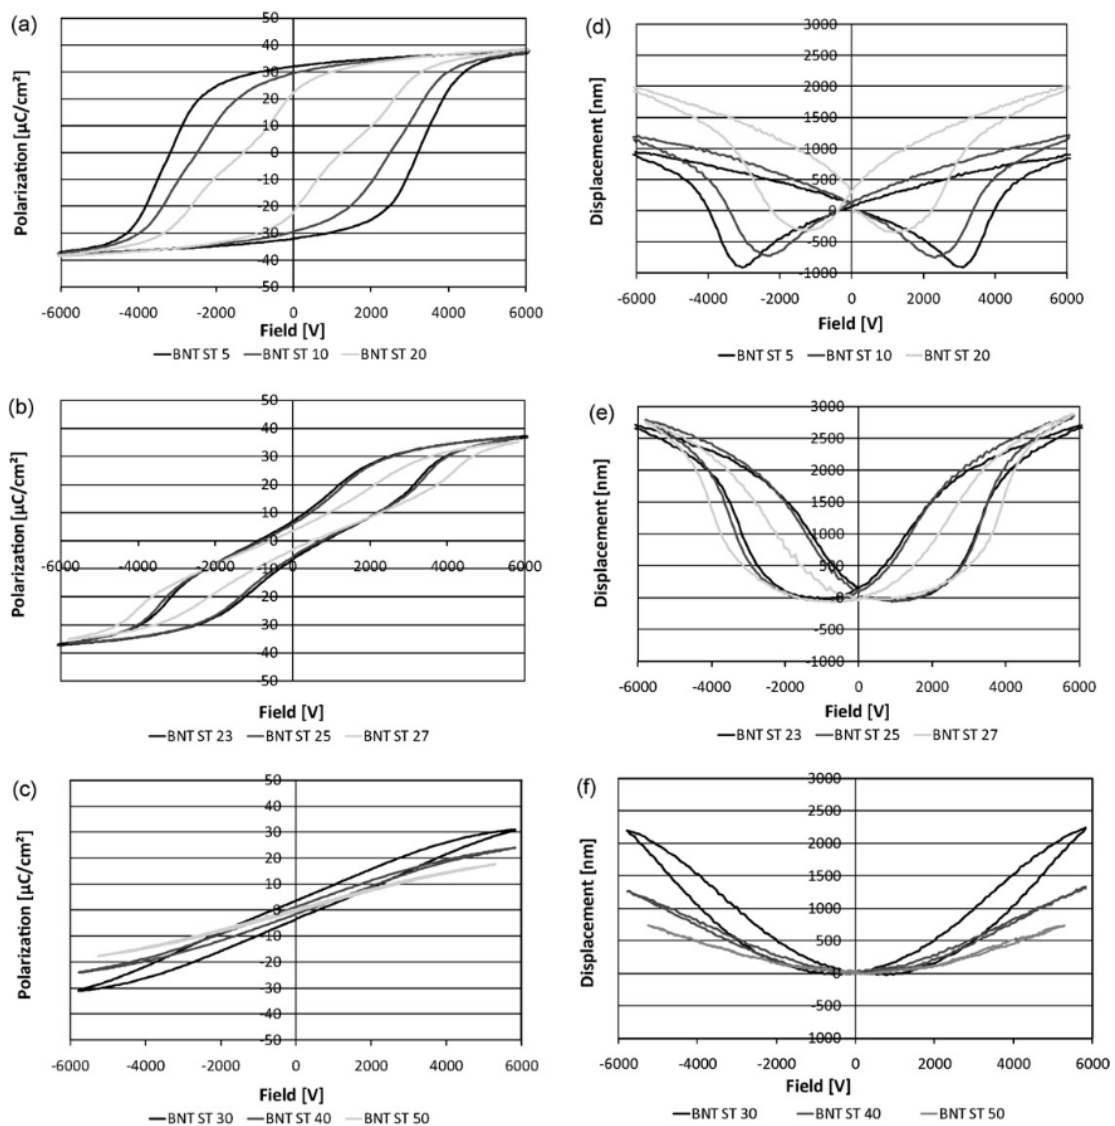 (a)
Polarization [µC/cm²]
50
40
30
20
10
0
-10
-20
-30
-40
50
-6000 -4000 -2000 0 2000 4000 6000
Field [V]
BNT ST 5 BNT ST 10 BNT ST 20
(d)
Displacement [nm]
3000
2500
2000
1500
1000
500
0
-500
-1000
-6000 -4000 -2000 0 2000 4000 6000
Field [V]
BNT ST 5 BNT ST 10 BNT ST 20
(b)
Polarization [µC/cm²]
50
40
30
20
10
0
-10
-20
-30
-40
-50
-6000 -4000 -2000 0 2000 4000 6000
Field [V]
BNT ST 23 BNT ST 25 BNT ST 27
(e)
Displacement [nm]
3000
2500
2000
1500
1000
500
0
-500
-1000
-6000 -4000 -2000 0 2000 4000 6000
Field [V]
BNT ST 23 BNT ST 25 BNT ST 27
(c)
Polarization [µC/cm²]
50
40
30
20
10
0
-10
-20
-30
-40
-50
-6000 -4000 -2000 0 2000 4000 6000
Field [V]
BNT ST 30 BNT ST 40 BNT ST 50
(f)
Displacement [nm]
3000
2500
2000
1500
1000
500
0
-500
1000
-6000 -4000 -2000 0 2000 4000 6000
Field [V]
BNT ST 30 BNT ST 40 BNT ST 50